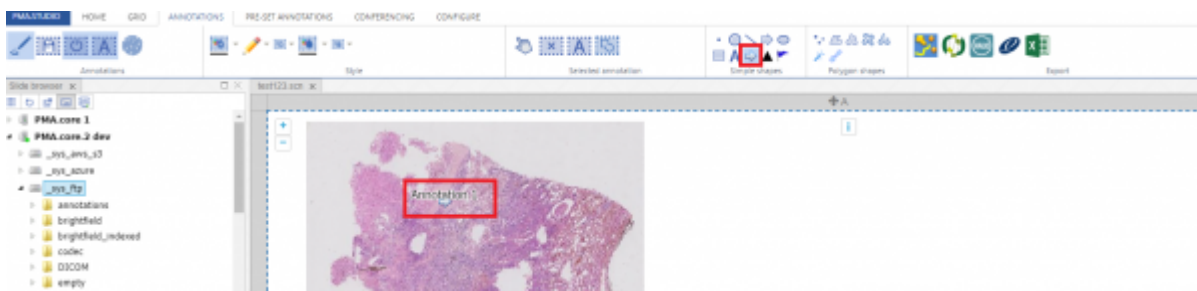 PMA.STUDIO HOME GRID ANNOTATIONS PRE-SET ANNOTATIONS CONFERENCING CONFIGURE
Annotations Style Selected annotation Simple shapes Polygon shapes Export
Slide browser x test123.scn x
A
PMA.core 1
PMA.core.2 dev
_sys_aws_s3
_sys_azure
_sys_ftp
annotations
Annotation
brightfield
brightfield_indexed
codec
DICOM
empty